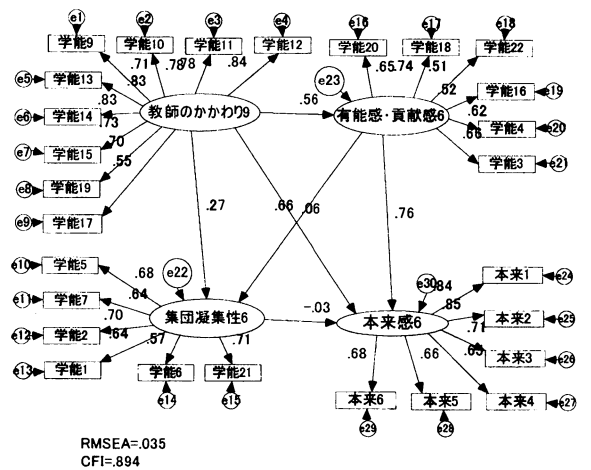 e1 e2 e3 e4 e16 e17 e18
学能9 学能10 学能11 学能12 学能20 学能18 学能22
.71 .78 .78 .84 .65 .74 .51
e5 学能13 .83 e23 .52 学能16 e19
.83 教師のかかわり9 .56 有能感・貢献感6 .62
e6 学能14 .73 .66 学能4 e20
e7 学能15 .70 学能3 e21
e8 学能19 .55
e9 学能17
.27 .66 .06 .76
e10 学能5 .68 e22 e30 .84 本来1 e24
e11 学能7 .64 .85
.70 集団凝集性6 -.03 本来感6 本来2 e25
e12 学能2 .64 .71
e13 学能1 .57 .71 本来3 e26
学能6 学能21 .68 .66
e14 e15 本来6 本来5 本来4 e27
e29 e28
RMSEA=.035
CFI=.894